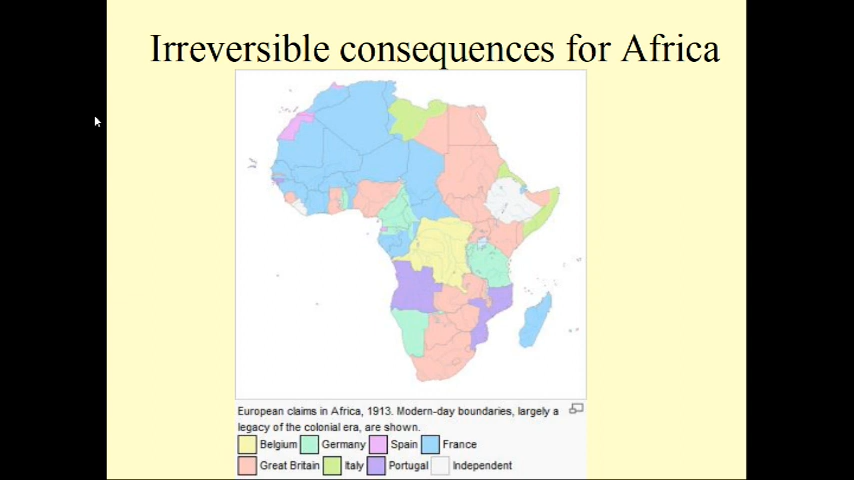 Irreversible consequences for Africa
European claims in Africa, 1913. Modern-day boundaries, largely a
legacy of the colonial era, are shown.
Belgium Germany Spain France
Great Britain Italy Portugal Independent